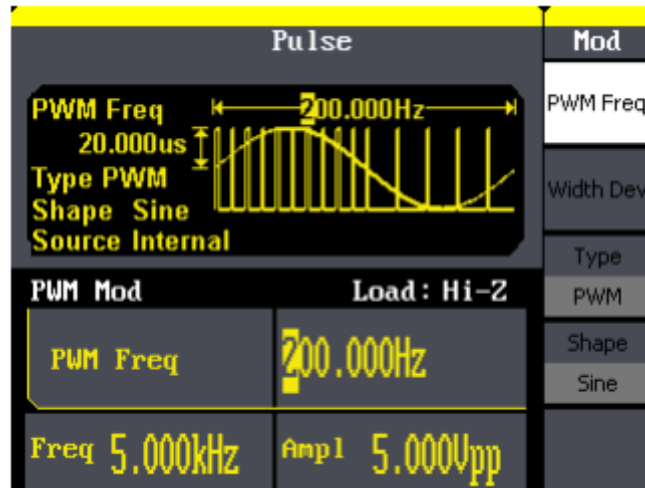 Pulse
Mod
PWM Freq
200.000Hz
20.000us
Type PWM
Shape Sine
Source Internal
PWM Freq
Width Dev
Type
PWM
Shape
Sine
PWM Mod
Load: Hi-Z
PWM Freq
200.000Hz
Freq 5.000kHz
Ampl 5.000Vpp